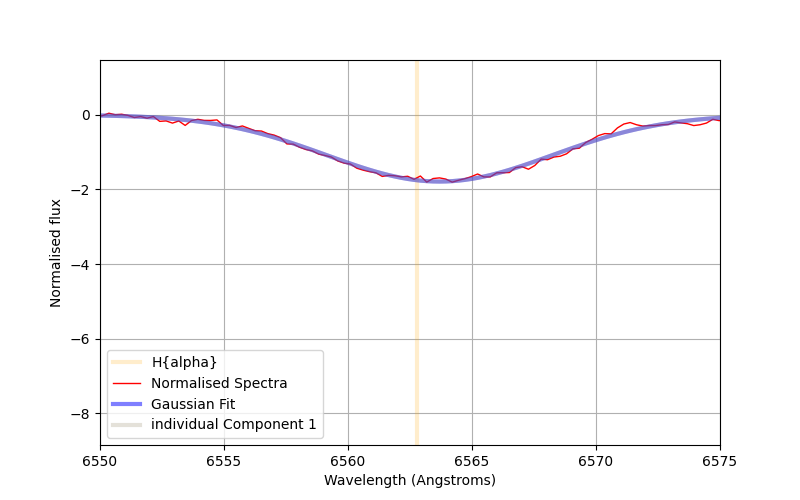 0
−2
−4
−6
−8
Normalised flux
H{alpha}
Normalised Spectra
Gaussian Fit
individual Component 1
6550 6555 6560 6565 6570 6575
Wavelength (Angstroms)